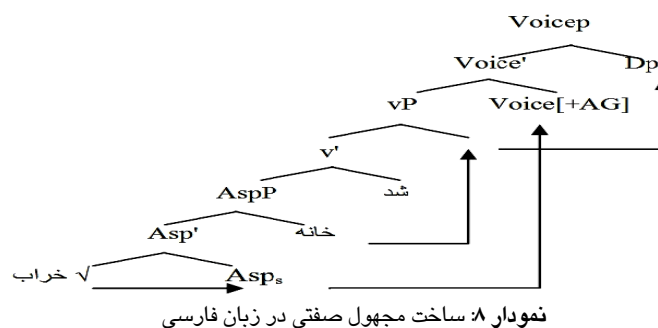 Voicep
Voice' Dp
vP Voice[+AG]
v'
AspP شد
Asp' خانه
√ خراب Asps
نمودار ۸: ساخت مجهول صفتی در زبان فارسی